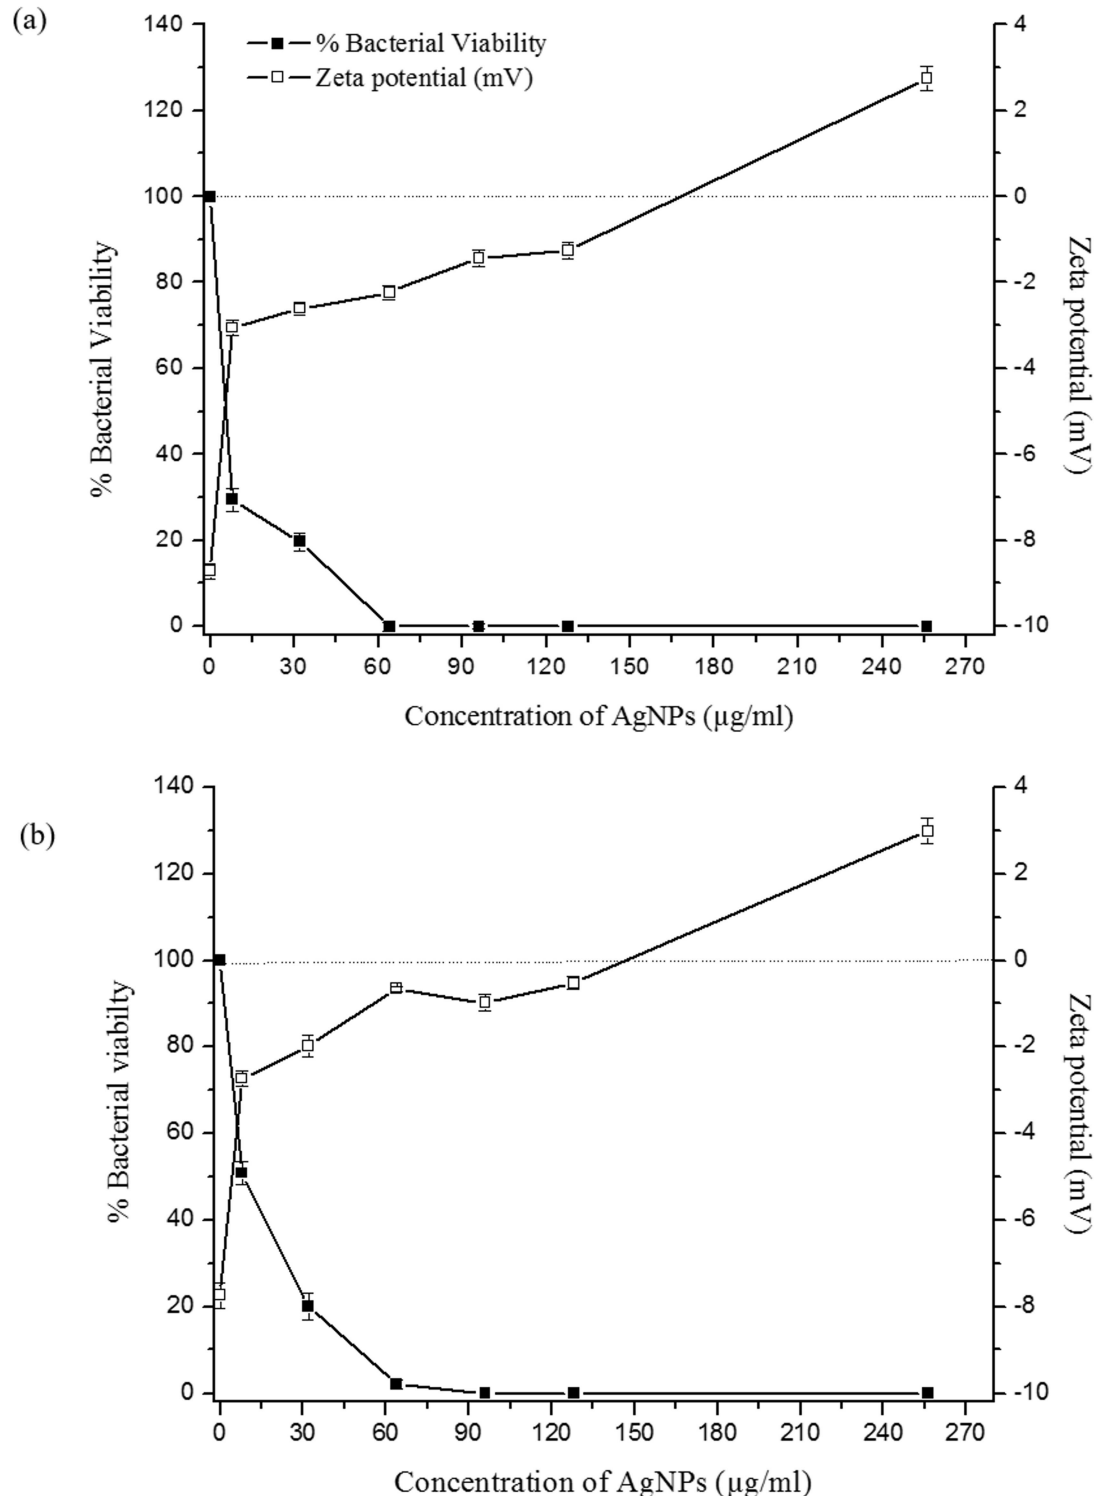 (a)
% Bacterial Viability
Zeta potential (mV)
140
120
100
80
60
40
20
0
4
2
0
-2
-4
-6
-8
-10
% Bacterial Viability
Zeta potential (mV)
0 30 60 90 120 150 180 210 240 270
Concentration of AgNPs (µg/ml)
(b)
140
120
100
80
60
40
20
0
4
2
0
-2
-4
-6
-8
-10
% Bacterial viabilty
Zeta potential (mV)
0 30 60 90 120 150 180 210 240 270
Concentration of AgNPs (µg/ml)